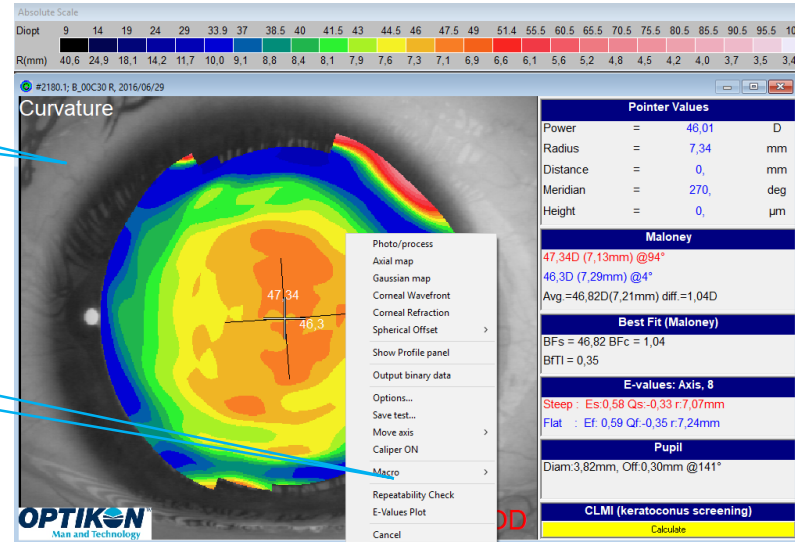 Absolute Scale
Diopt 9 14 19 24 29 33.9 37 38.5 40 41.5 43 44.5 46 47.5 49 51.4 55.5 60.5 65.5 70.5 75.5 80.5 85.5 90.5 95.5 10
R(mm) 40,6 24,9 18,1 14,2 11,7 10,0 9,1 8,8 8,4 8,1 7,9 7,6 7,3 7,1 6,9 6,6 6,1 5,6 5,2 4,8 4,5 4,2 4,0 3,7 3,5 3,4
#2180.1; B_00C30 R, 2016/06/29
Curvature
47,34
46,3
OD
OPTIKON
Man and Technology
Photo/process
Axial map
Gaussian map
Corneal Wavefront
Corneal Refraction
Spherical Offset >
Show Profile panel
Output binary data
Options...
Save test...
Move axis >
Caliper ON
Macro >
Repeatability Check
E-Values Plot
Cancel
Pointer Values
Power = 46,01 D
Radius = 7,34 mm
Distance = 0, mm
Meridian = 270, deg
Height = 0, µm
Maloney
47,34D (7,13mm) @94°
46,3D (7,29mm) @4°
Avg.=46,82D(7,21mm) diff.=1,04D
Best Fit (Maloney)
BFs = 46,82 BFc = 1,04
BfTI = 0,35
E-values: Axis, 8
Steep : Es:0,58 Qs:-0,33 r:7,07mm
Flat : Ef: 0,59 Qf:-0,35 r:7,24mm
Pupil
Diam:3,82mm, Off:0,30mm @141°
CLMI (keratoconus screening)
Calculate